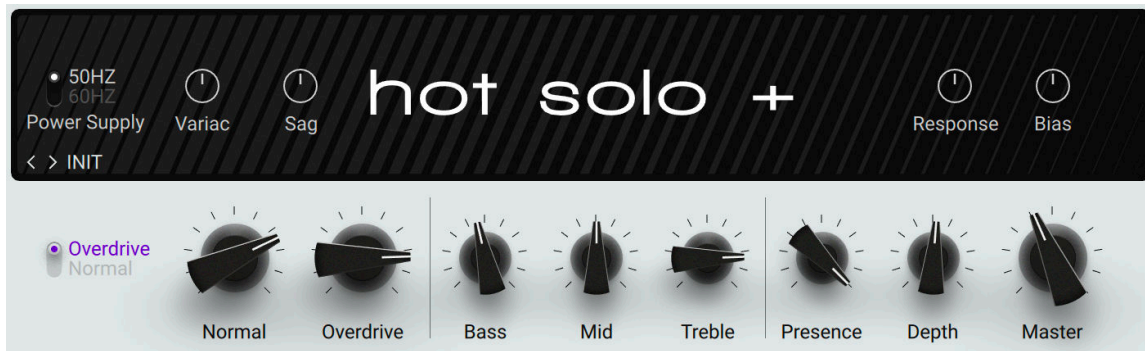 50HZ
60HZ
Power Supply
Variac
Sag
hot solo +
Response
Bias
< > INIT
Overdrive
Normal
Normal
Overdrive
Bass
Mid
Treble
Presence
Depth
Master